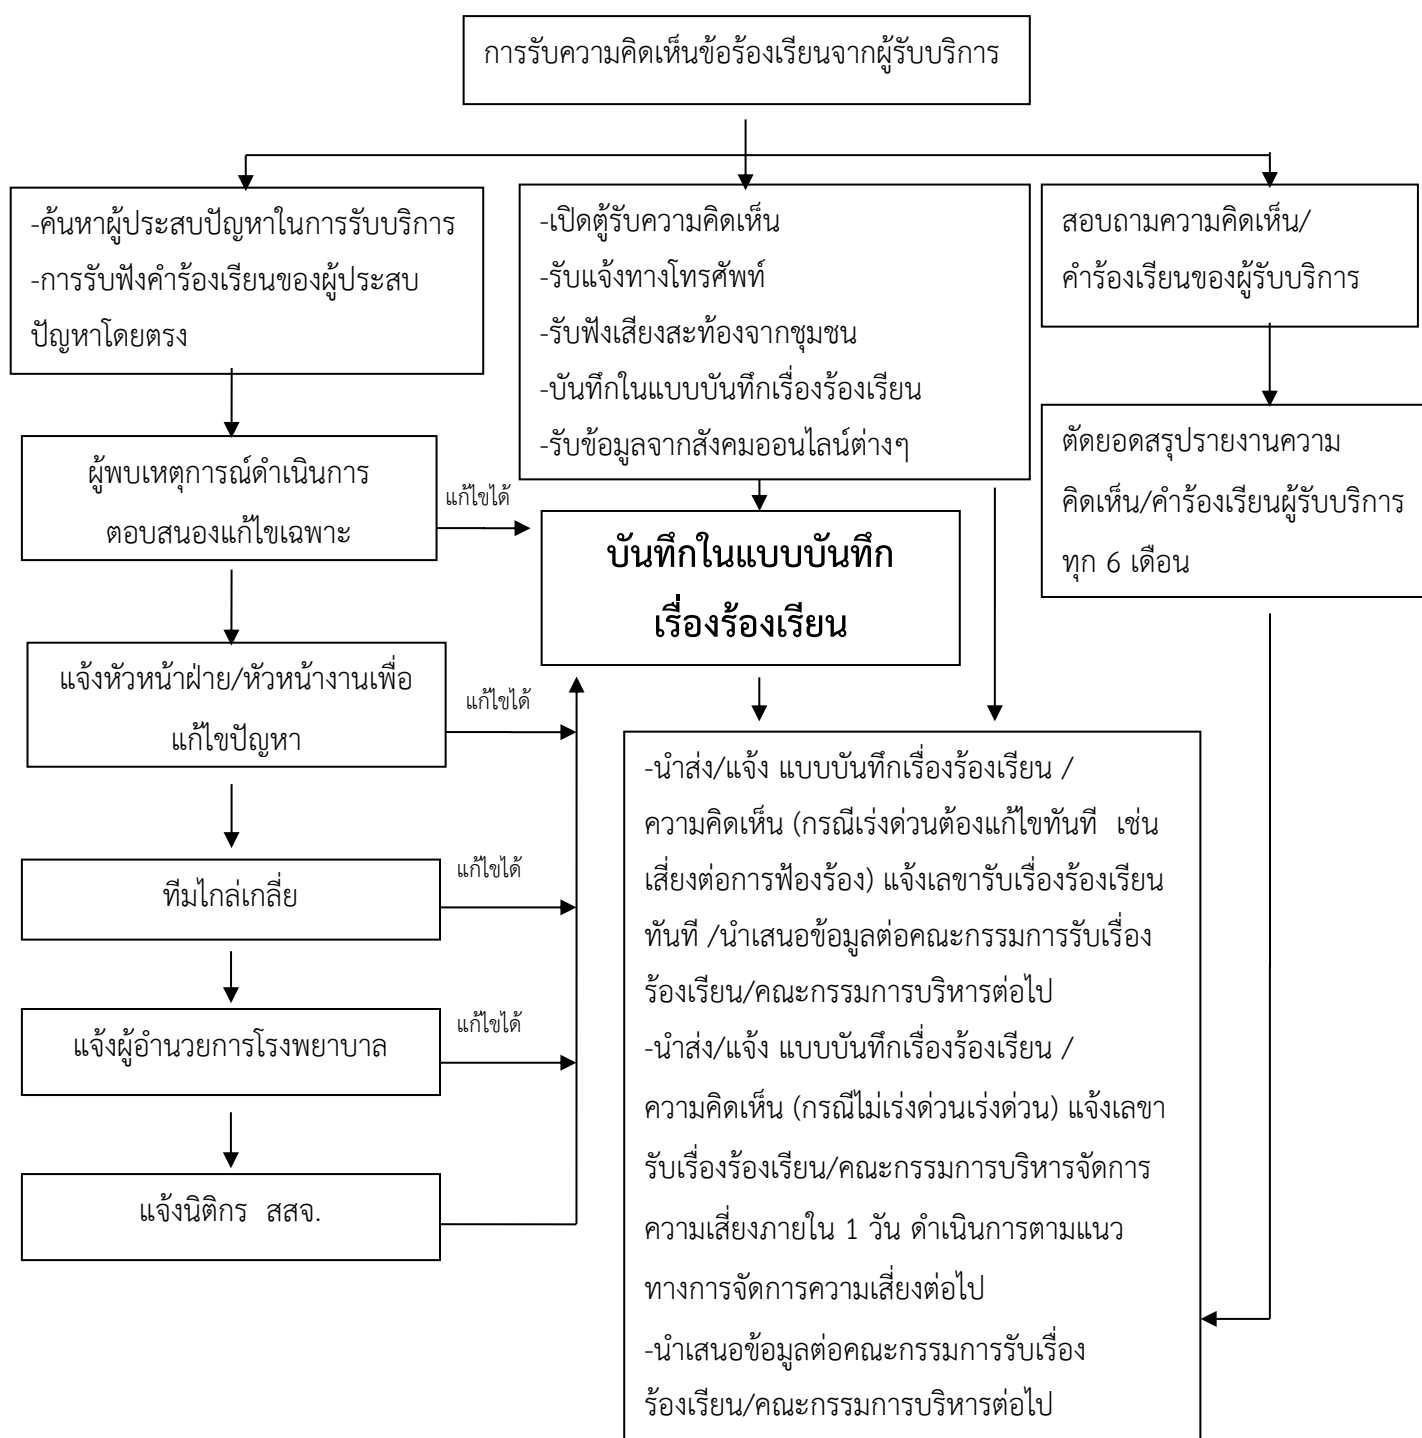 การรับความคิดเห็นข้อร้องเรียนจากผู้รับบริการ
-ค้นหาผู้ประสบปัญหาในการรับบริการ
-การรับฟังคำร้องเรียนของผู้ประสบ
ปัญหาโดยตรง
-เปิดตู้รับความคิดเห็น
-รับแจ้งทางโทรศัพท์
-รับฟังเสียงสะท้องจากชุมชน
-บันทึกในแบบบันทึกเรื่องร้องเรียน
-รับข้อมูลจากสังคมออนไลน์ต่างๆ
สอบถามความคิดเห็น/
คำร้องเรียนของผู้รับบริการ
ตัดยอดสรุปรายงานความ
คิดเห็น/คำร้องเรียนผู้รับบริการ
ทุก 6 เดือน
ผู้พบเหตุการณ์ดำเนินการ
ตอบสนองแก้ไขเฉพาะ
แก้ไขได้
บันทึกในแบบบันทึก
เรื่องร้องเรียน
แจ้งหัวหน้าฝ่าย/หัวหน้างานเพื่อ
แก้ไขปัญหา
แก้ไขได้
ทีมไกล่เกลี่ย
แก้ไขได้
แจ้งผู้อำนวยการโรงพยาบาล
แก้ไขได้
แจ้งนิติกร สสจ.
-นำส่ง/แจ้ง แบบบันทึกเรื่องร้องเรียน /
ความคิดเห็น (กรณีเร่งด่วนต้องแก้ไขทันที เช่น
เสี่ยงต่อการฟ้องร้อง) แจ้งเลขารับเรื่องร้องเรียน
ทันที /นำเสนอข้อมูลต่อคณะกรรมการรับเรื่อง
ร้องเรียน/คณะกรรมการบริหารต่อไป
-นำส่ง/แจ้ง แบบบันทึกเรื่องร้องเรียน /
ความคิดเห็น (กรณีไม่เร่งด่วนเร่งด่วน) แจ้งเลขา
รับเรื่องร้องเรียน/คณะกรรมการบริหารจัดการ
ความเสี่ยงภายใน 1 วัน ดำเนินการตามแนว
ทางการจัดการความเสี่ยงต่อไป
-นำเสนอข้อมูลต่อคณะกรรมการรับเรื่อง
ร้องเรียน/คณะกรรมการบริหารต่อไป